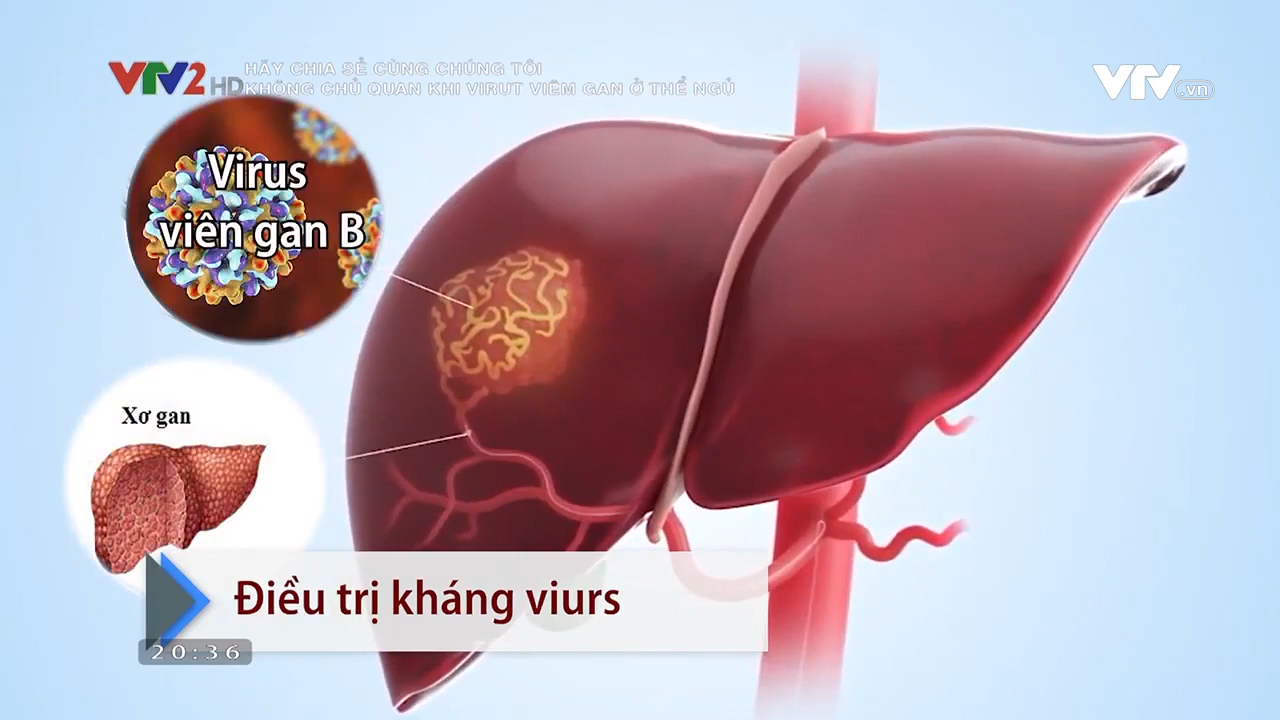 VTV2 HD
HÃY CHIA SẺ CÙNG CHÚNG TÔI
KHÔNG CHỦ QUAN KHI VIRUT VIÊM GAN Ở THỂ NGỦ
VTV.vn
Virus
viên gan B
Xơ gan
Điều trị kháng viurs
20:36